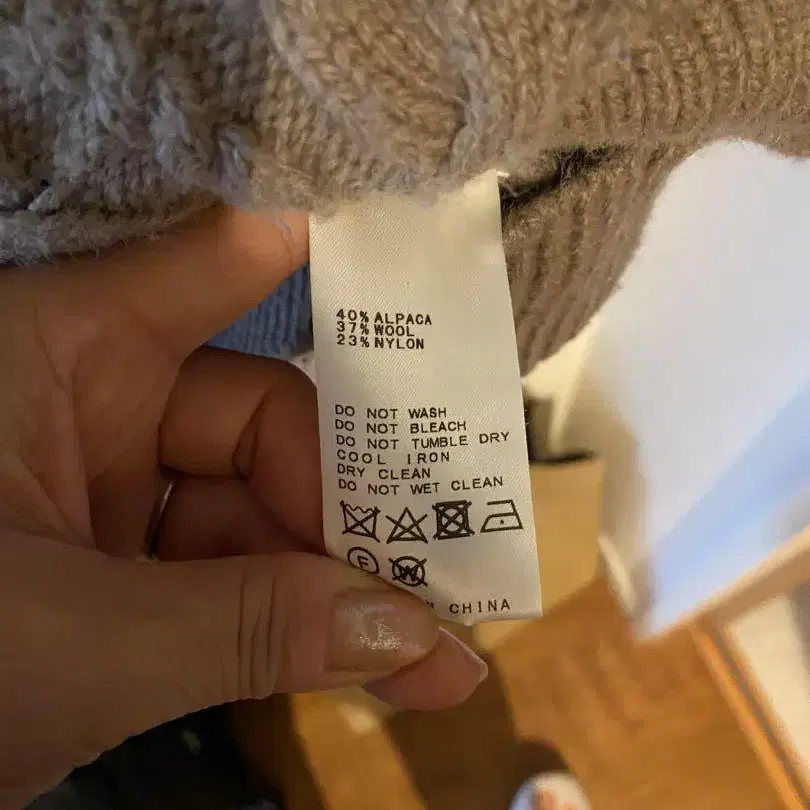 40% ALPACA
37% WOOL
23% NYLON
DO NOT WASH
DO NOT BLEACH
DO NOT TUMBLE DRY
COOL IRON
DRY CLEAN
DO NOT WET CLEAN
F W
CHINA